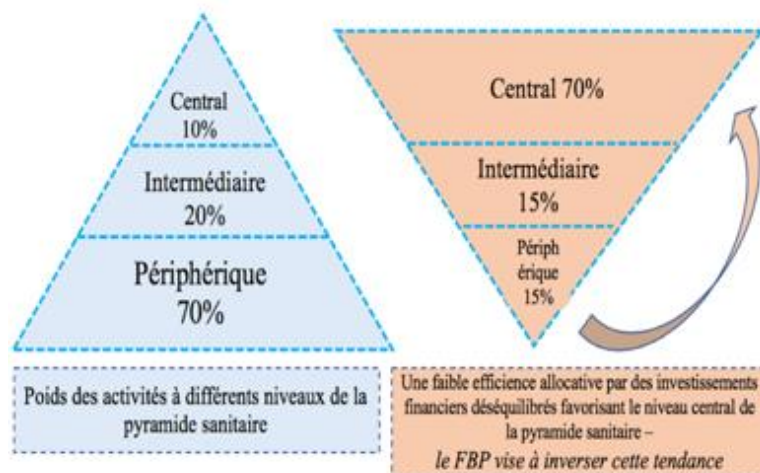 Central
10%
Intermédiaire
20%
Périphérique
70%
Poids des activités à différents niveaux de la
pyramide sanitaire
Central 70%
Intermédiaire
15%
Périph
érique
15%
Une faible efficience allocative par des investissements
financiers déséquilibrés favorisant le niveau central de
la pyramide sanitaire –
le FBP vise à inverser cette tendance